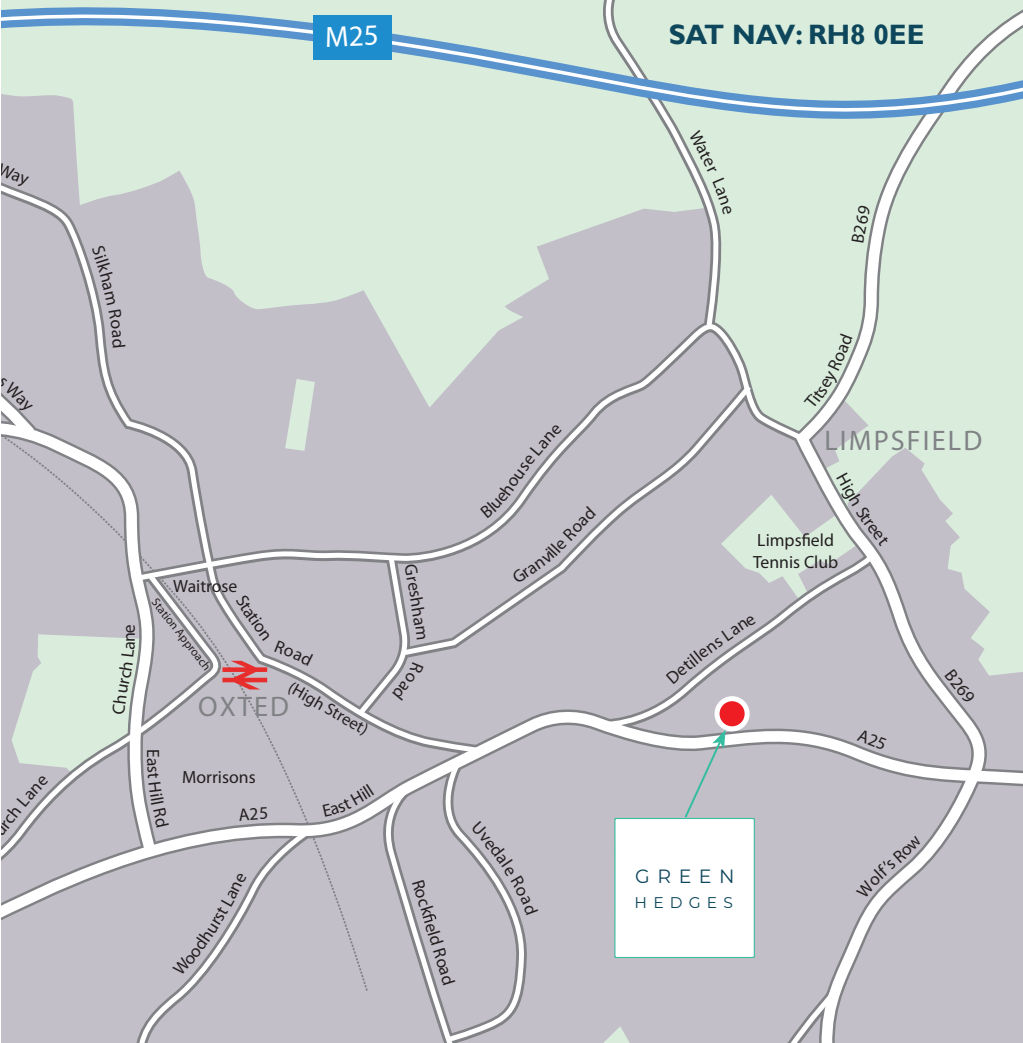 M25
SAT NAV: RH8 0EE
Water Lane
Way
B269
Silkham Road
Titsey Road
s Way
LIMPSFIELD
Bluehouse Lane
High Street
Granville Road
Limpsfield
Tennis Club
Waitrose
Greshham
Road
Station Approach
Station Road
(High Street)
Church Lane
Detillens Lane
OXTED
B269
A25
Morrisons
East Hill Rd
urch Lane
A25
East Hill
Uvedale Road
Wolf's Row
Woodhurst Lane
Rockfield Road
GREEN
HEDGES